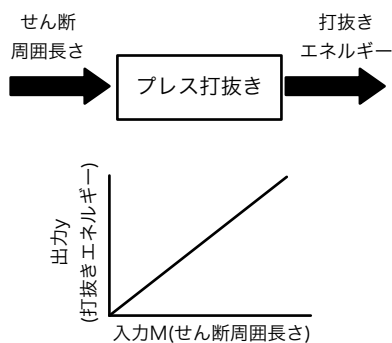 せん断
周囲長さ
打抜き
エネルギー
プレス打抜き
出力y
(打抜きエネルギー)
入力M(せん断周囲長さ)